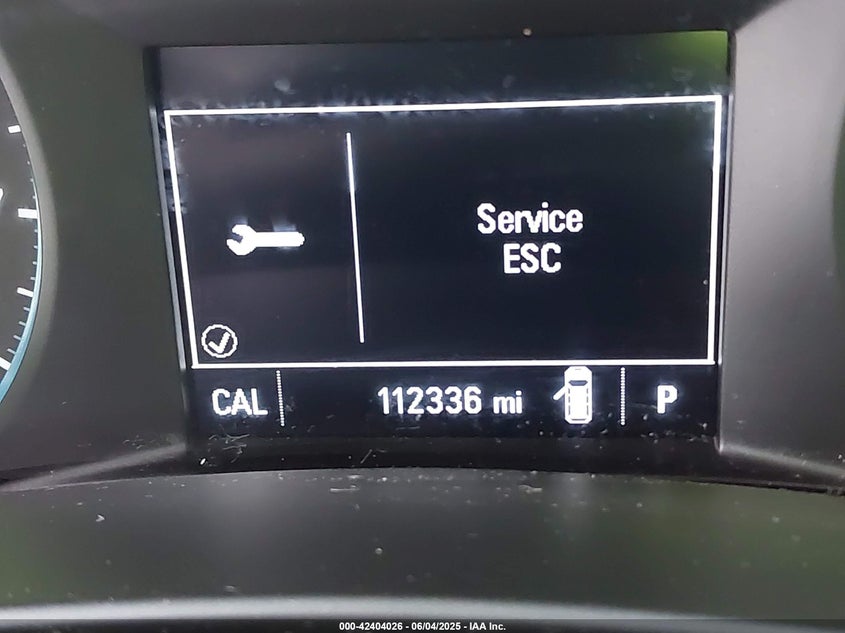 Service
ESC
CAL
112336 mi
P
000-42404026 - 06/04/2025 - IAA Inc.